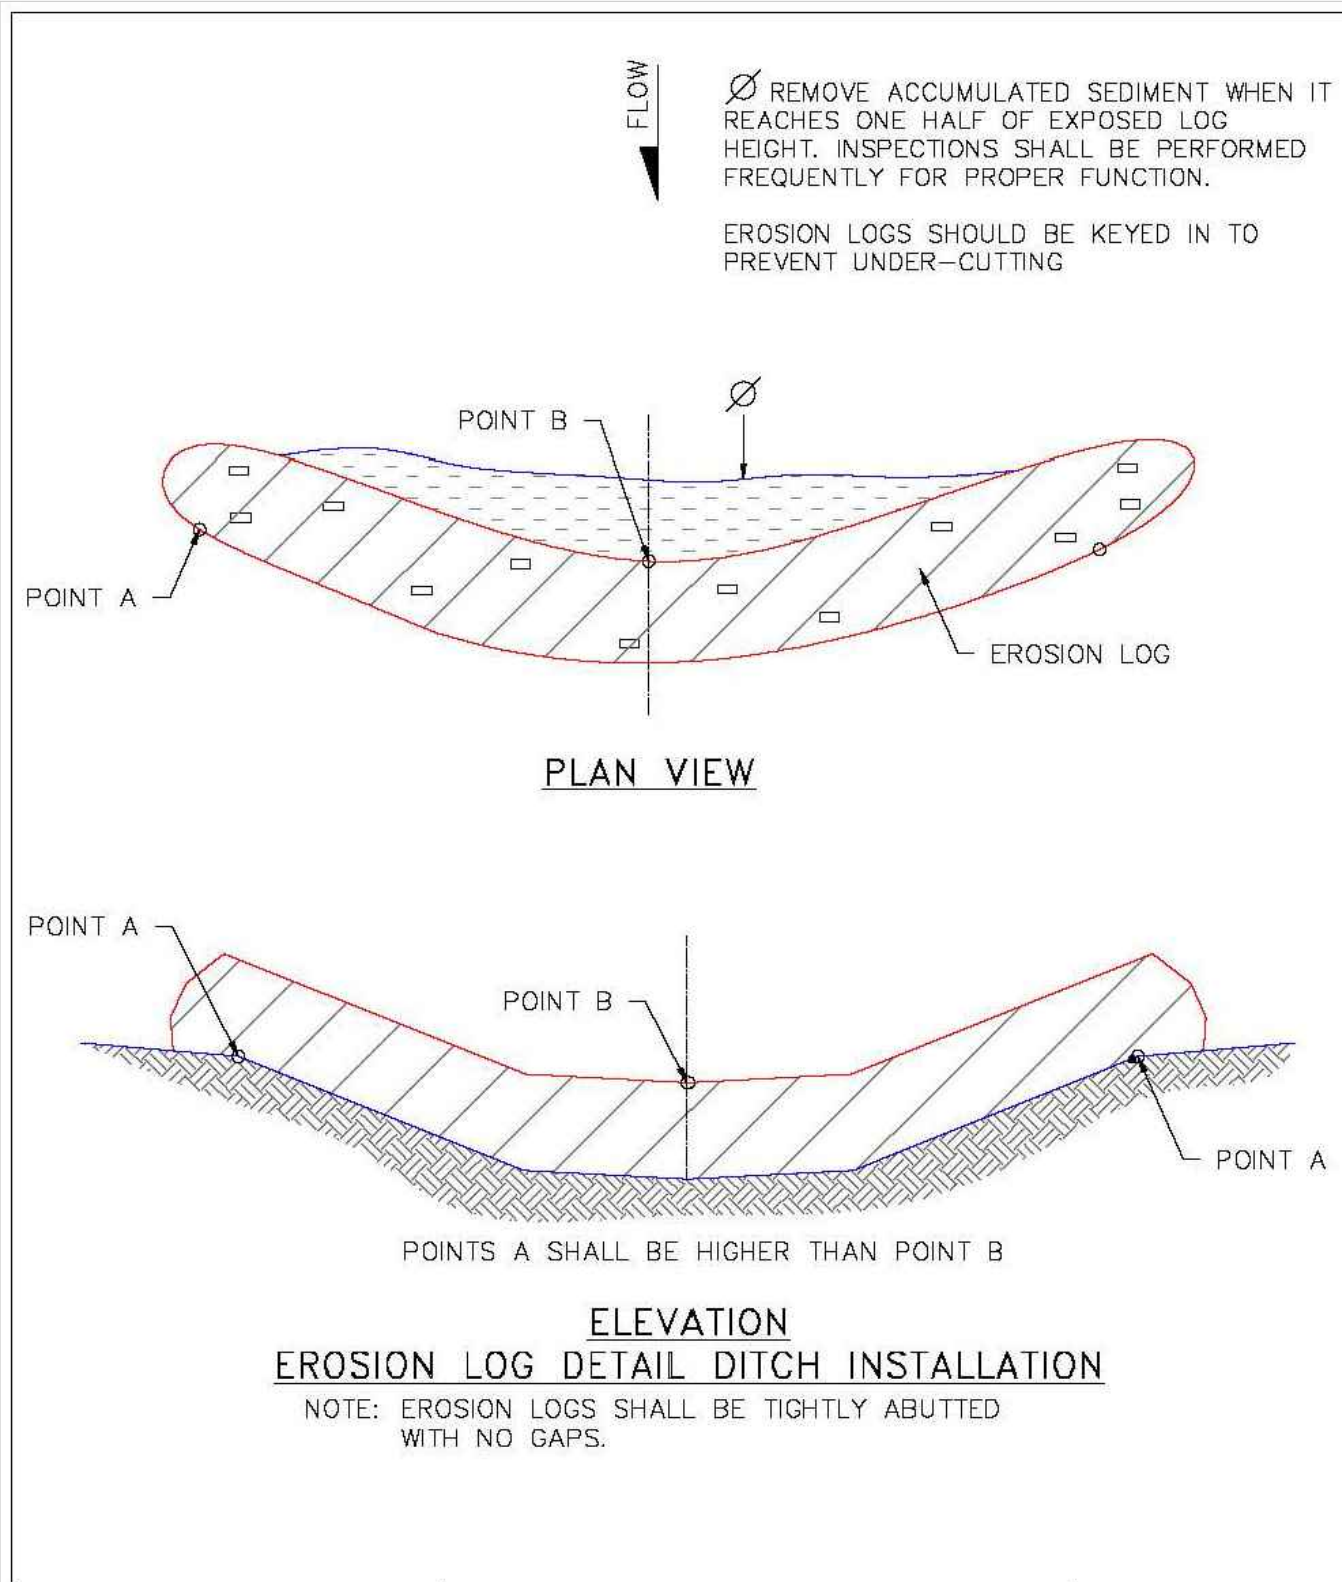 FLOW
Ø REMOVE ACCUMULATED SEDIMENT WHEN IT
REACHES ONE HALF OF EXPOSED LOG
HEIGHT. INSPECTIONS SHALL BE PERFORMED
FREQUENTLY FOR PROPER FUNCTION.
EROSION LOGS SHOULD BE KEYED IN TO
PREVENT UNDER-CUTTING
Ø
POINT B
POINT A
EROSION LOG
PLAN VIEW
POINT A
POINT B
POINT A
POINTS A SHALL BE HIGHER THAN POINT B
ELEVATION
EROSION LOG DETAIL DITCH INSTALLATION
NOTE: EROSION LOGS SHALL BE TIGHTLY ABUTTED
WITH NO GAPS.